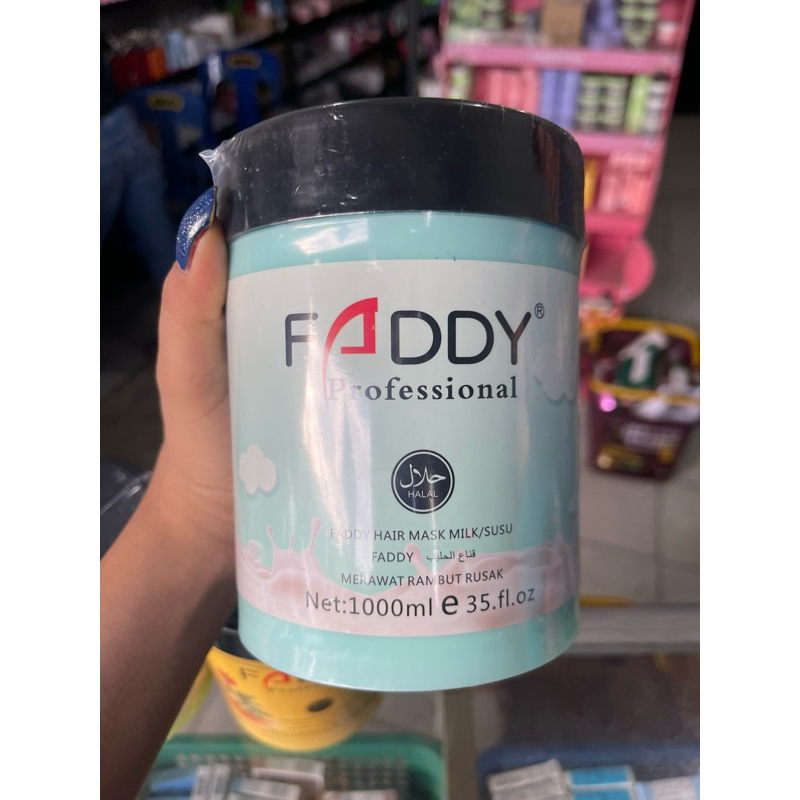 FADDY®
Professional
حلال
HALAL
FADDY HAIR MASK MILK/SUSU
FADDY قناع الحليب
MERAWAT RAMBUT RUSAK
Net:1000ml e 35.fl.oz